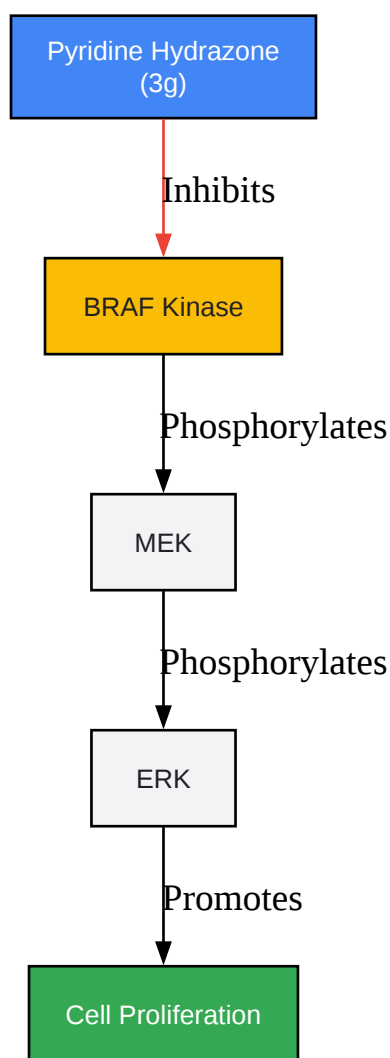 Pyridine Hydrazone
(3g)
Inhibits
BRAF Kinase
Phosphorylates
MEK
Phosphorylates
ERK
Promotes
Cell Proliferation